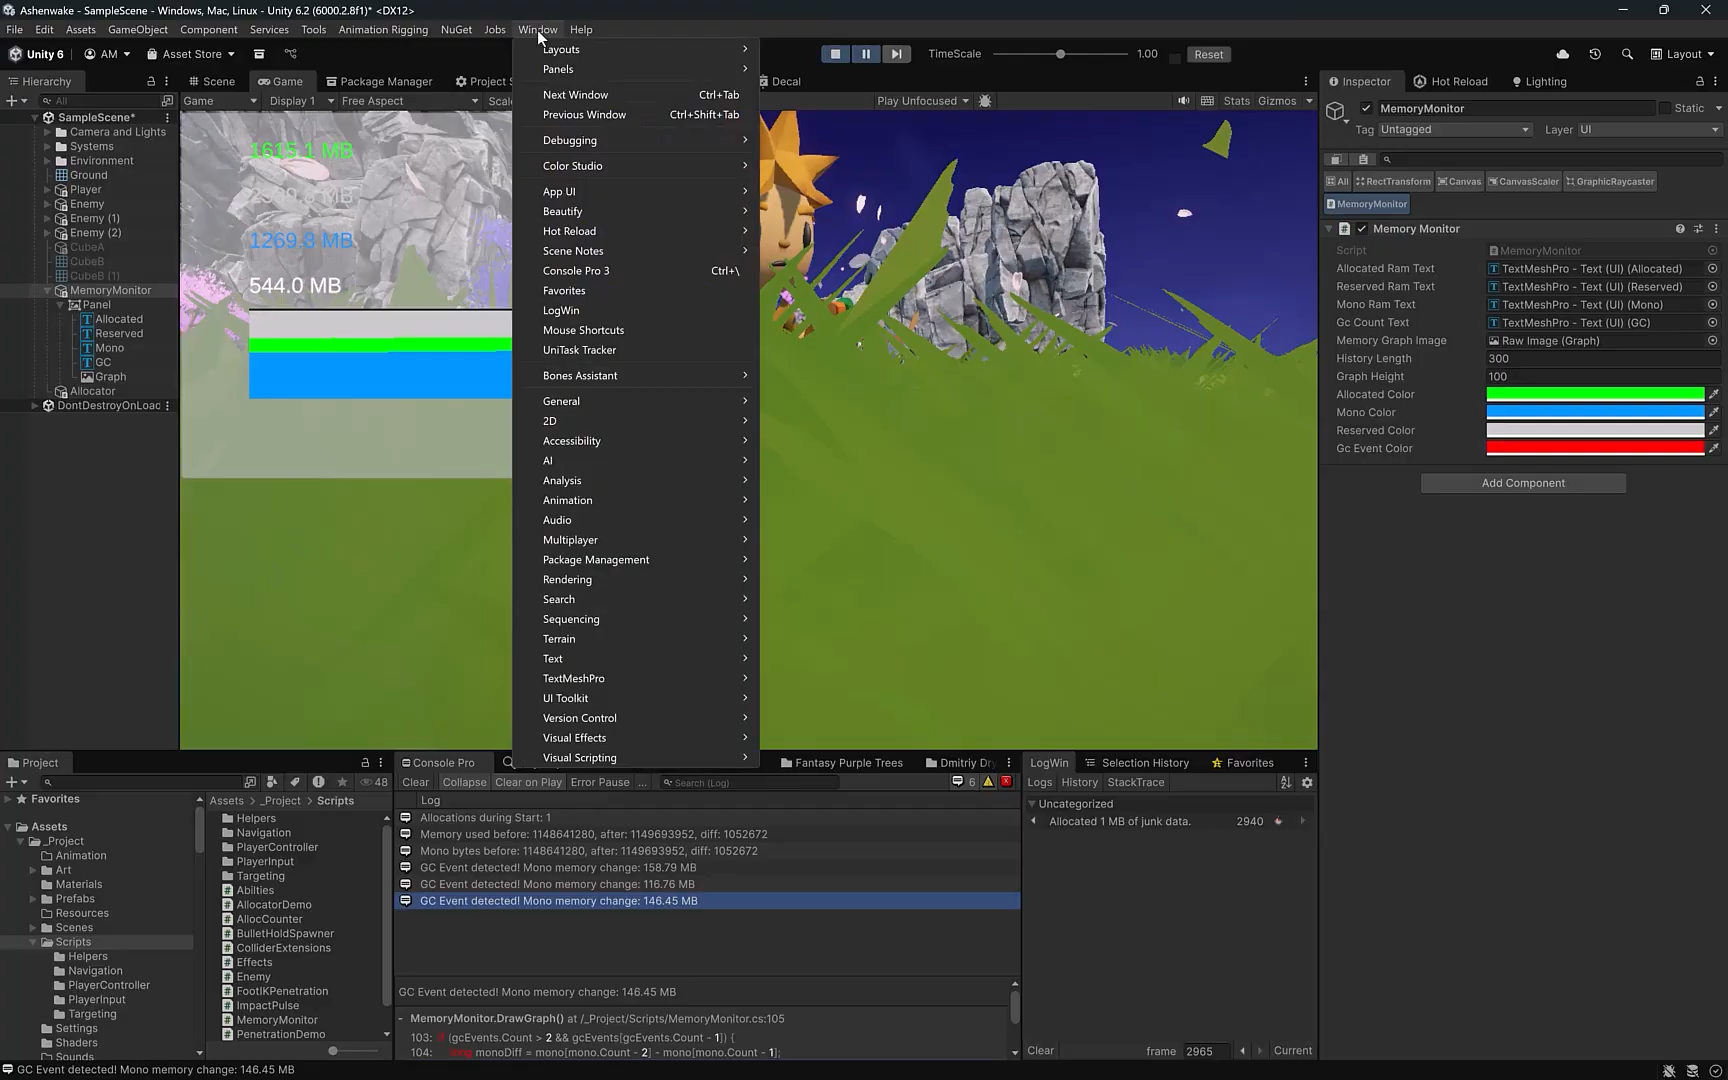 Ashenwake - SampleScene - Windows, Mac, Linux - Unity 6.2 (6000.2.8f1)* <DX12>
File Edit Assets GameObject Component Services Tools Animation Rigging NuGet Jobs Window Help
Unity 6 AM Asset Store TimeScale 1.00 Reset Layout
Hierarchy Scene Game Package Manager Project S Decal Inspector Hot Reload Lighting
All Game Display 1 Free Aspect Scale Play Unfocused Stats Gizmos
SampleScene*
Camera and Lights
Systems
Environment
Ground
Player
Enemy
Enemy (1)
Enemy (2)
CubeA
CubeB
CubeB (1)
MemoryMonitor
Panel
Allocated
Reserved
Mono
GC
Graph
Allocator
DontDestroyOnLoad
1615.1 MB
1269.3 MB
544.0 MB
Layouts
Panels
Next Window Ctrl+Tab
Previous Window Ctrl+Shift+Tab
Debugging
Color Studio
App UI
Beautify
Hot Reload
Scene Notes
Console Pro 3 Ctrl+\
Favorites
LogWin
Mouse Shortcuts
UniTask Tracker
Bones Assistant
General
2D
Accessibility
AI
Analysis
Animation
Audio
Multiplayer
Package Management
Rendering
Search
Sequencing
Terrain
Text
TextMeshPro
UI Toolkit
Version Control
Visual Effects
Visual Scripting
MemoryMonitor Static
Tag Untagged Layer UI
All RectTransform Canvas CanvasScaler GraphicRaycaster
MemoryMonitor
Memory Monitor
Script MemoryMonitor
Allocated Ram Text TextMeshPro - Text (UI) (Allocated)
Reserved Ram Text TextMeshPro - Text (UI) (Reserved)
Mono Ram Text TextMeshPro - Text (UI) (Mono)
Gc Count Text TextMeshPro - Text (UI) (GC)
Memory Graph Image Raw Image (Graph)
History Length 300
Graph Height 100
Allocated Color
Mono Color
Reserved Color
Gc Event Color
Add Component
Project
48
Favorites
Assets
_Project
Animation
Art
Materials
Prefabs
Resources
Scenes
Scripts
Helpers
Navigation
PlayerController
PlayerInput
Targeting
Settings
Shaders
Sounds
Assets > _Project > Scripts
Helpers
Navigation
PlayerController
PlayerInput
Targeting
Abilties
AllocatorDemo
AllocCounter
BulletHoldSpawner
ColliderExtensions
Effects
Enemy
FootIKPenetration
ImpactPulse
MemoryMonitor
PenetrationDemo
Console Pro Fantasy Purple Trees Dmitriy Dry
Clear Collapse Clear on Play Error Pause ... Search (Log) 6
Log
Allocations during Start: 1
Memory used before: 1148641280, after: 1149693952, diff: 1052672
Mono bytes before: 1148641280, after: 1149693952, diff: 1052672
GC Event detected! Mono memory change: 158.79 MB
GC Event detected! Mono memory change: 116.76 MB
GC Event detected! Mono memory change: 146.45 MB
GC Event detected! Mono memory change: 146.45 MB
- MemoryMonitor.DrawGraph() at /_Project/Scripts/MemoryMonitor.cs:105
103: if (gcEvents.Count > 2 && gcEvents[gcEvents.Count - 1]) {
104: long monoDiff = mono[mono.Count - 2] - mono[mono.Count - 1];
LogWin Selection History Favorites
Logs History StackTrace
Uncategorized
Allocated 1 MB of junk data. 2940
Clear frame 2965 Current
GC Event detected! Mono memory change: 146.45 MB